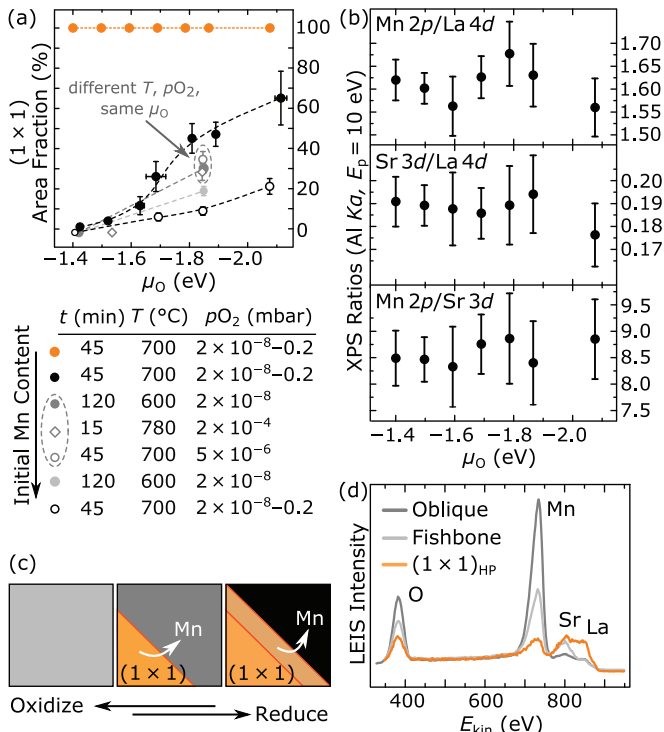 (a)
(1 × 1)
Area Fraction (%)
different T, pO₂,
same μO
100
80
60
40
20
0
−1.4 −1.6 −1.8 −2.0
μO (eV)
t (min) T (°C) pO₂ (mbar)
Initial Mn Content
45 700 2 × 10⁻⁸–0.2
45 700 2 × 10⁻⁸–0.2
120 600 2 × 10⁻⁸
15 780 2 × 10⁻⁴
45 700 5 × 10⁻⁶
120 600 2 × 10⁻⁸
45 700 2 × 10⁻⁸–0.2
(b)
XPS Ratios (Al Kα, Eₚ = 10 eV)
Mn 2p/La 4d
1.70
1.65
1.60
1.55
1.50
Sr 3d/La 4d
0.20
0.19
0.18
0.17
Mn 2p/Sr 3d
9.5
9.0
8.5
8.0
7.5
−1.4 −1.6 −1.8 −2.0
μO (eV)
(c)
Mn
(1 × 1)
Mn
(1 × 1)
Oxidize
Reduce
(d)
LEIS Intensity
Oblique
Fishbone
(1 × 1)HP
O
Mn
Sr
La
400 600 800
Ekin (eV)